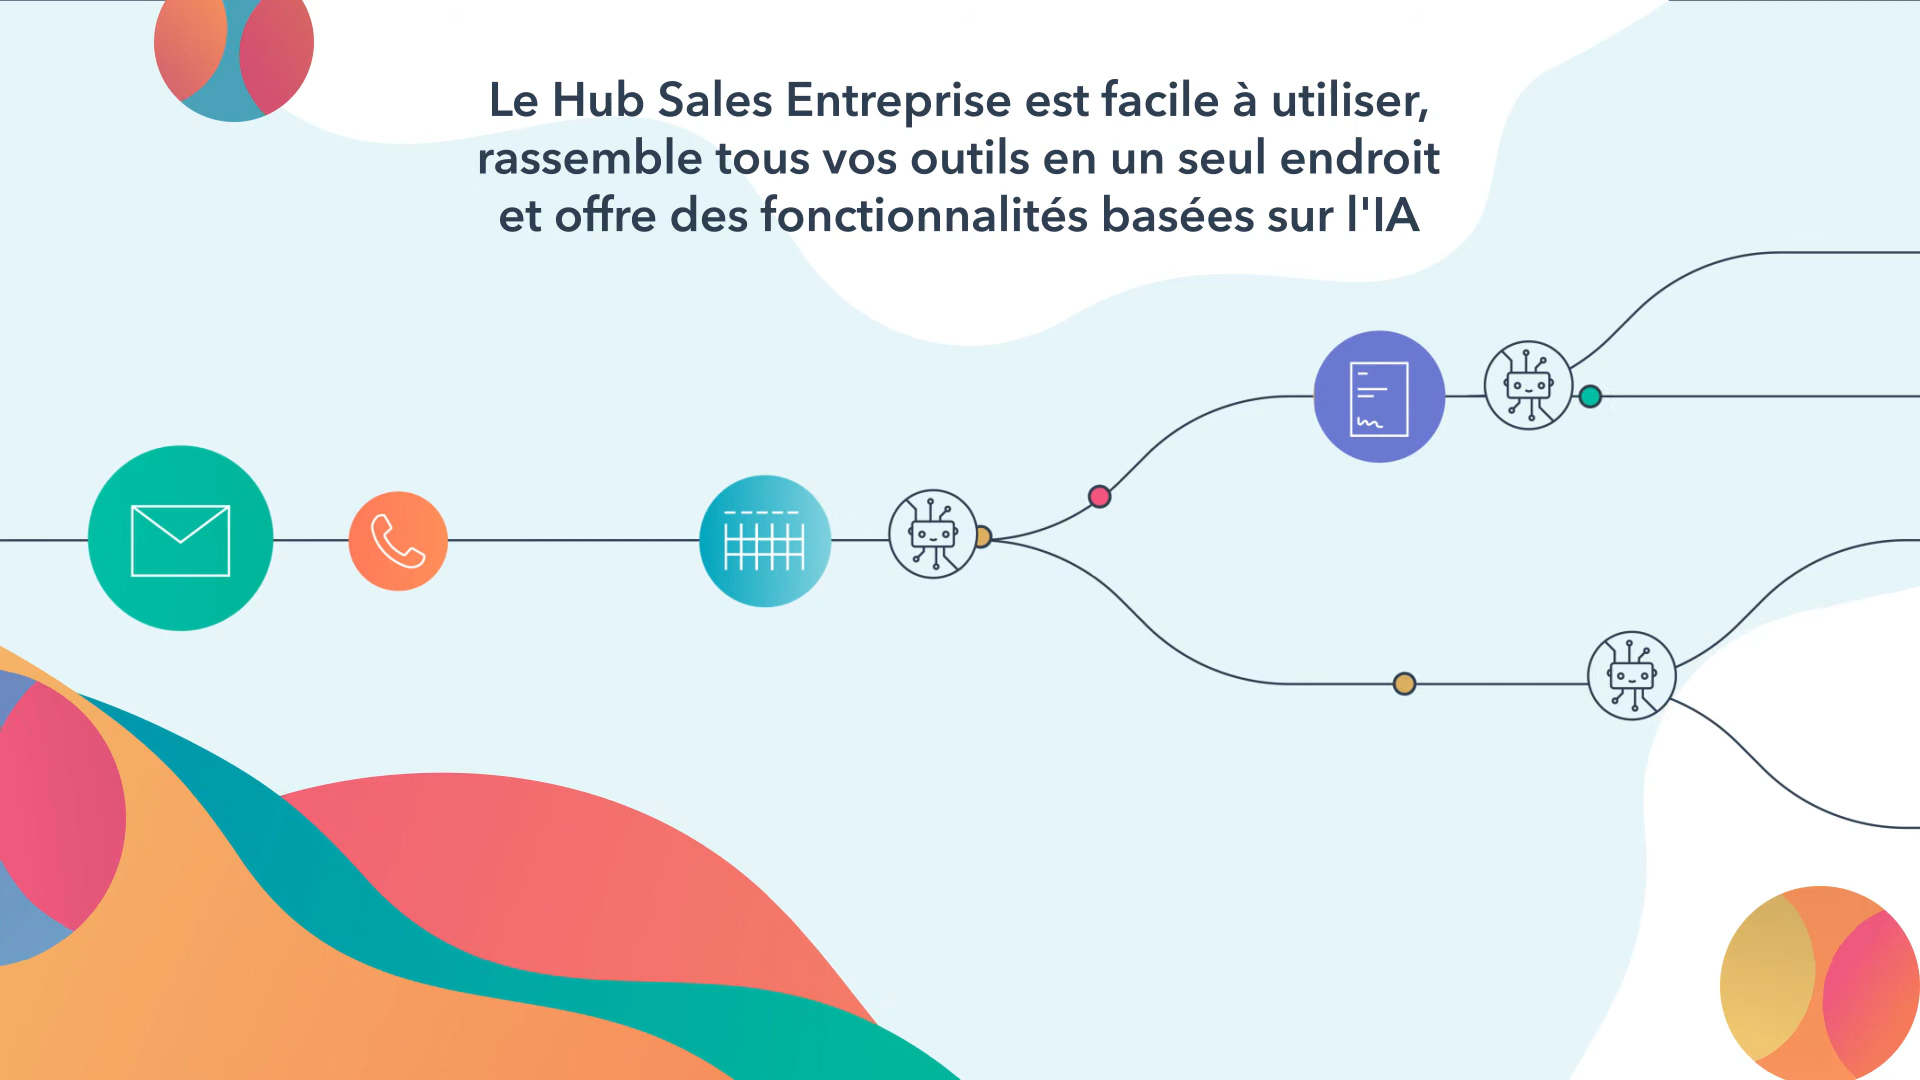 Le Hub Sales Entreprise est facile à utiliser,
rassemble tous vos outils en un seul endroit
et offre des fonctionnalités basées sur l'IA